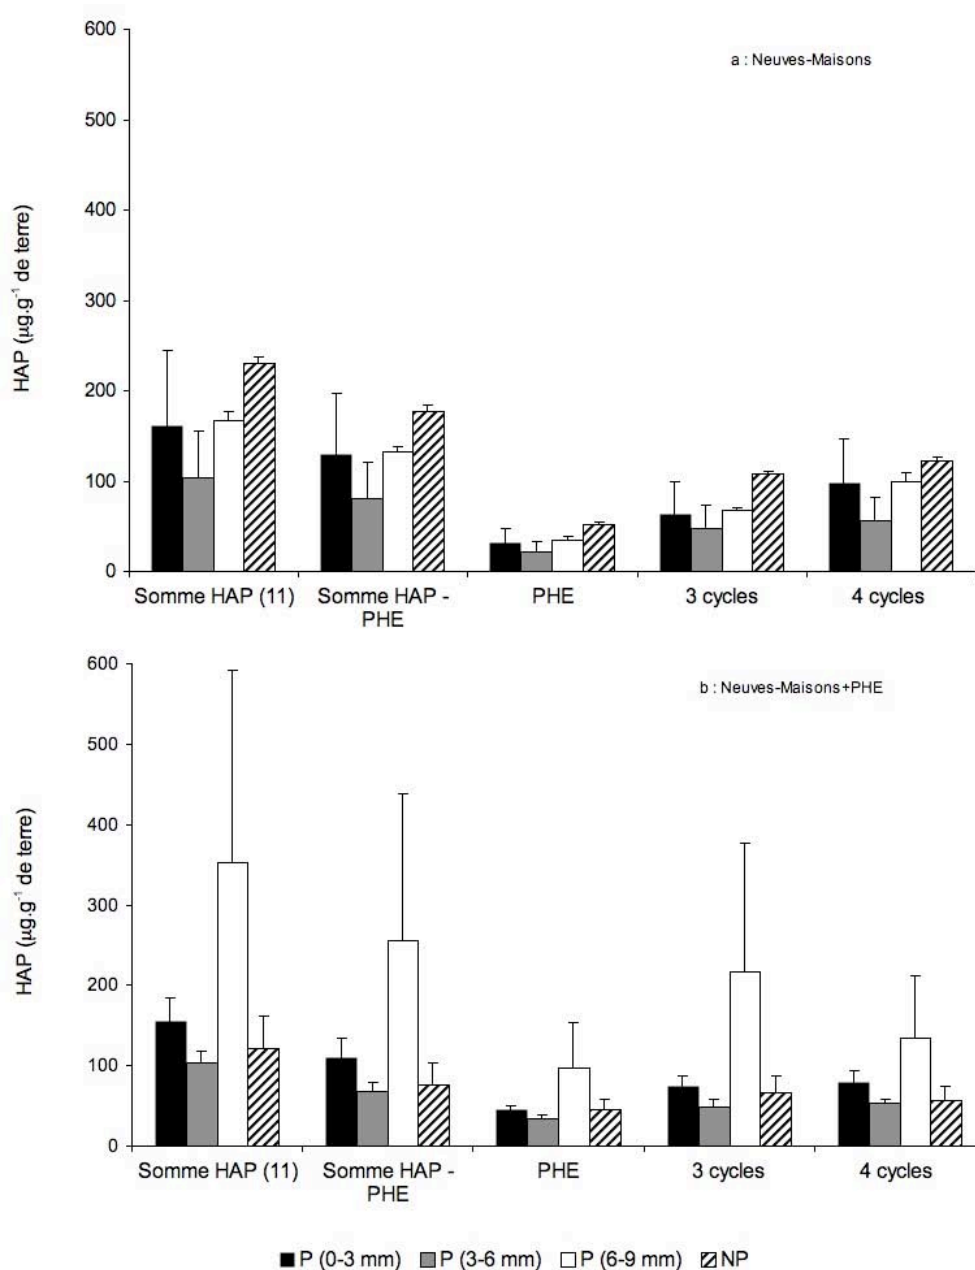 600
a : Neuves-Maisons
500
400
300
200
100
0
HAP (µg.g⁻¹ de terre)
Somme HAP (11) Somme HAP - PHE PHE 3 cycles 4 cycles
600
b : Neuves-Maisons+PHE
500
400
300
200
100
0
HAP (µg.g⁻¹ de terre)
Somme HAP (11) Somme HAP - PHE PHE 3 cycles 4 cycles
P (0-3 mm) P (3-6 mm) P (6-9 mm) NP